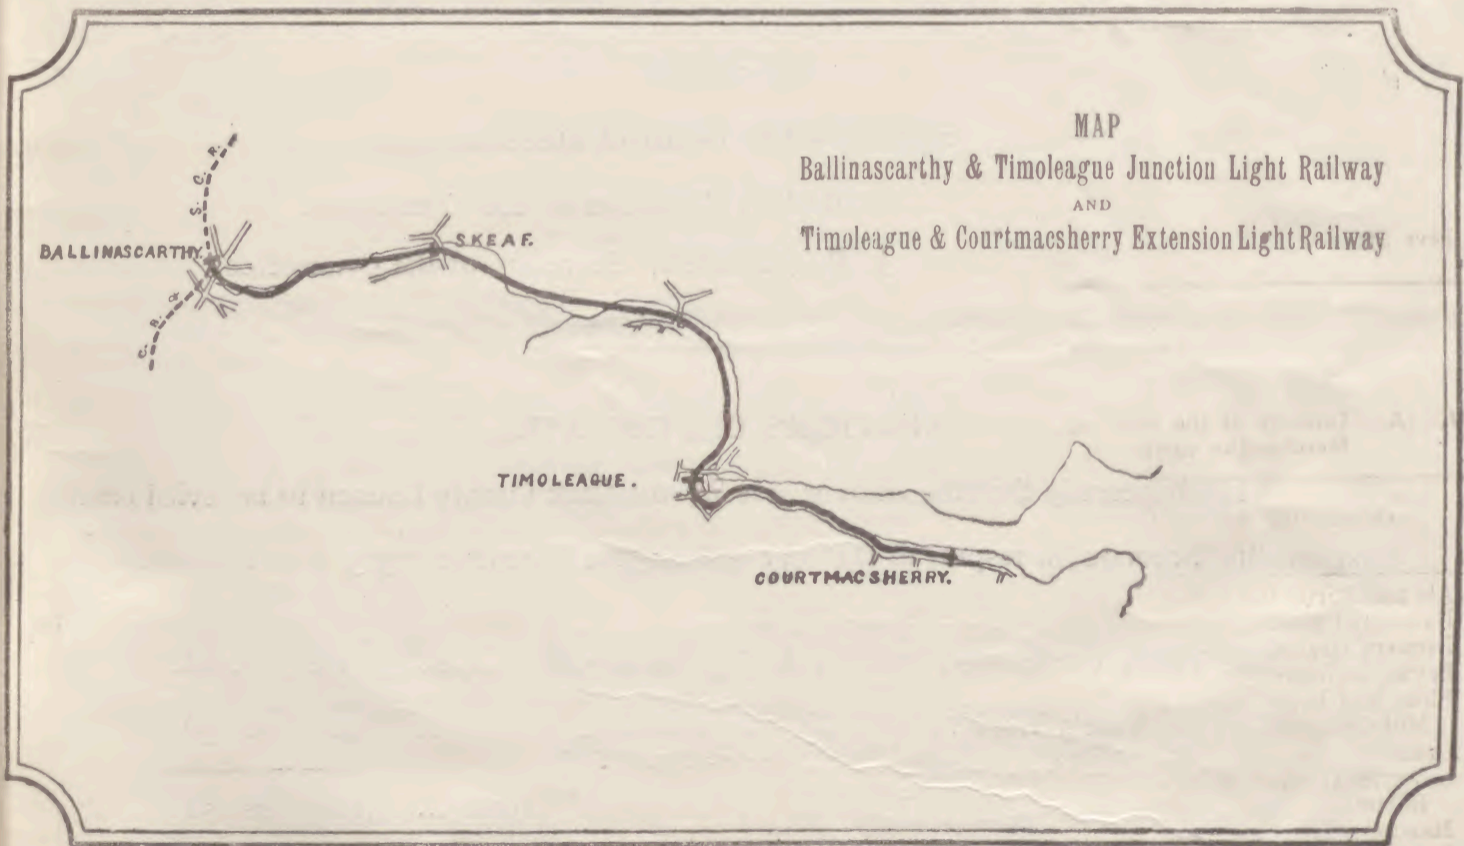 MAP
Ballinascarthy & Timoleague Junction Light Railway
AND
Timoleague & Courtmacsherry Extension Light Railway
C. & S. C. R.
BALLINASCARTHY.
SKEAF.
C. R. &
TIMOLEAGUE.
COURTMACSHERRY.